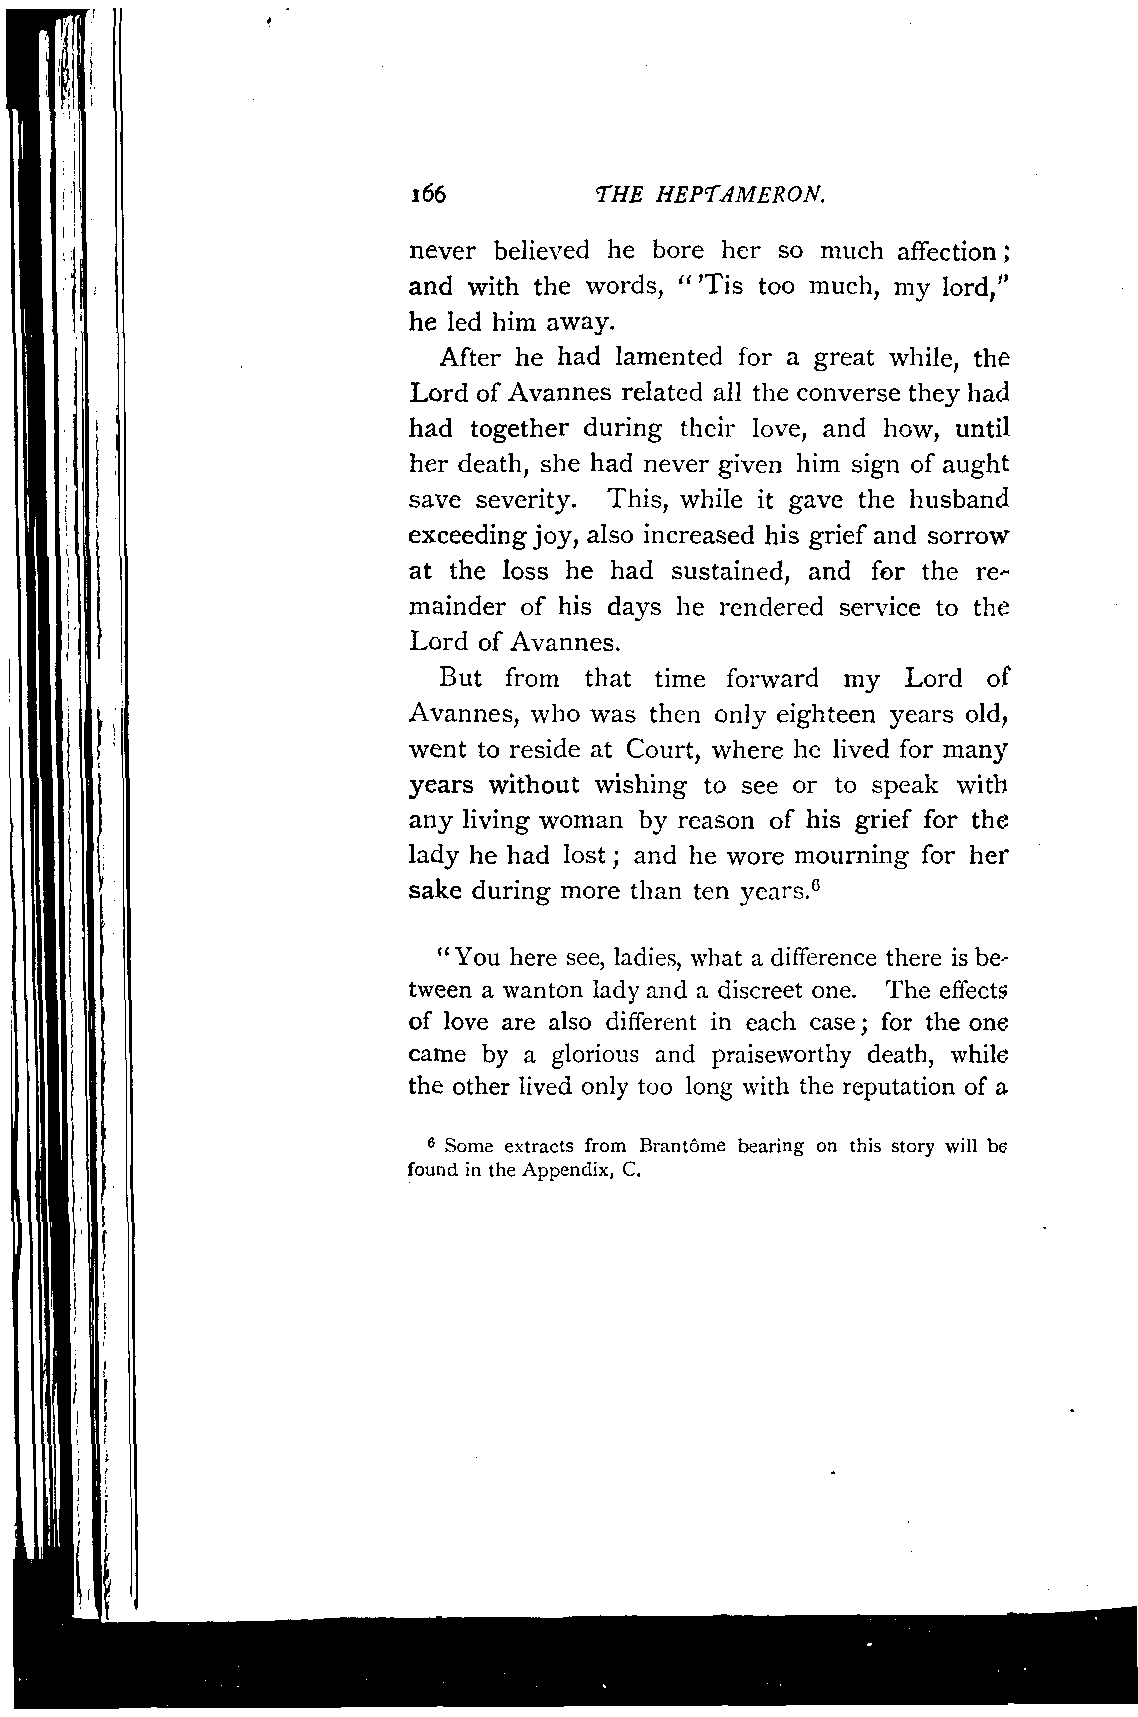 166 THE HEPTAMERON.
never believed he bore her so much affection;
and with the words, "'Tis too much, my lord,"
he led him away.
After he had lamented for a great while, the
Lord of Avannes related all the converse they had
had together during their love, and how, until
her death, she had never given him sign of aught
save severity. This, while it gave the husband
exceeding joy, also increased his grief and sorrow
at the loss he had sustained, and for the re-
mainder of his days he rendered service to the
Lord of Avannes.
But from that time forward my Lord of
Avannes, who was then only eighteen years old,
went to reside at Court, where he lived for many
years without wishing to see or to speak with
any living woman by reason of his grief for the
lady he had lost; and he wore mourning for her
sake during more than ten years.⁶
"You here see, ladies, what a difference there is be-
tween a wanton lady and a discreet one. The effects
of love are also different in each case; for the one
came by a glorious and praiseworthy death, while
the other lived only too long with the reputation of a
⁶ Some extracts from Brantôme bearing on this story will be
found in the Appendix, C.